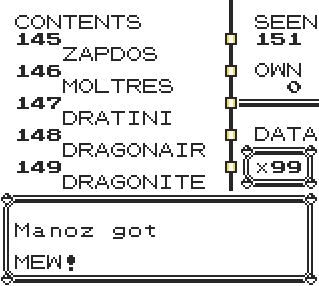 CONTENTS
145
ZAPDOS
146
MOLTRES
147
DRATINI
148
DRAGONAIR
149
DRAGONITE
SEEN
151
OWN
0
DATA
×99
Manoz got
MEW!